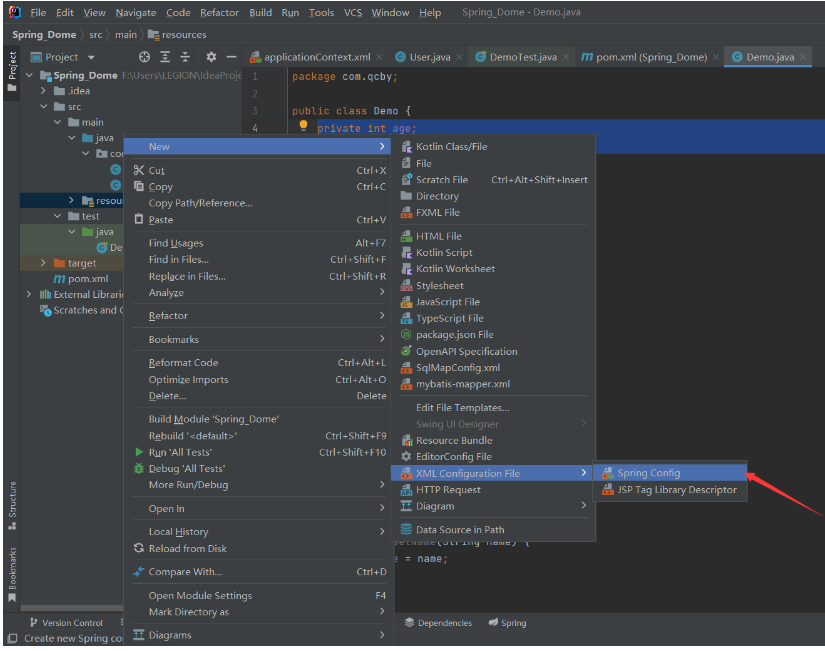 File Edit View Navigate Code Refactor Build Run Tools VCS Window Help Spring_Dome - Demo.java
Spring_Dome src main resources
Project applicationContext.xml User.java DemoTest.java pom.xml (Spring_Dome) Demo.java
Project
Spring_Dome F:\Users\LEGION\IdeaProje
.idea
src
main
java
co
resou
test
java
De
target
pom.xml
External Librari
Scratches and C
1 package com.qcby;
2
3 public class Demo {
4 private int age;
New
Cut Ctrl+X
Copy Ctrl+C
Copy Path/Reference...
Paste Ctrl+V
Find Usages Alt+F7
Find in Files... Ctrl+Shift+F
Replace in Files... Ctrl+Shift+R
Analyze
Refactor
Bookmarks
Reformat Code Ctrl+Alt+L
Optimize Imports Ctrl+Alt+O
Delete... Delete
Build Module 'Spring_Dome'
Rebuild '<default>' Ctrl+Shift+F9
Run 'All Tests' Ctrl+Shift+F10
Debug 'All Tests'
More Run/Debug
Open In
Local History
Reload from Disk
Compare With... Ctrl+D
Open Module Settings F4
Mark Directory as
Diagrams
Kotlin Class/File
File
Scratch File Ctrl+Alt+Shift+Insert
Directory
FXML File
HTML File
Kotlin Script
Kotlin Worksheet
Stylesheet
JavaScript File
TypeScript File
package.json File
OpenAPI Specification
SqlMapConfig.xml
mybatis-mapper.xml
Edit File Templates...
Swing UI Designer
Resource Bundle
EditorConfig File
XML Configuration File
HTTP Request
Diagram
Data Source in Path
Spring Config
JSP Tag Library Descriptor
setName(String name) {
e = name;
Structure
Bookmarks
Version Control
Dependencies Spring
Create new Spring co